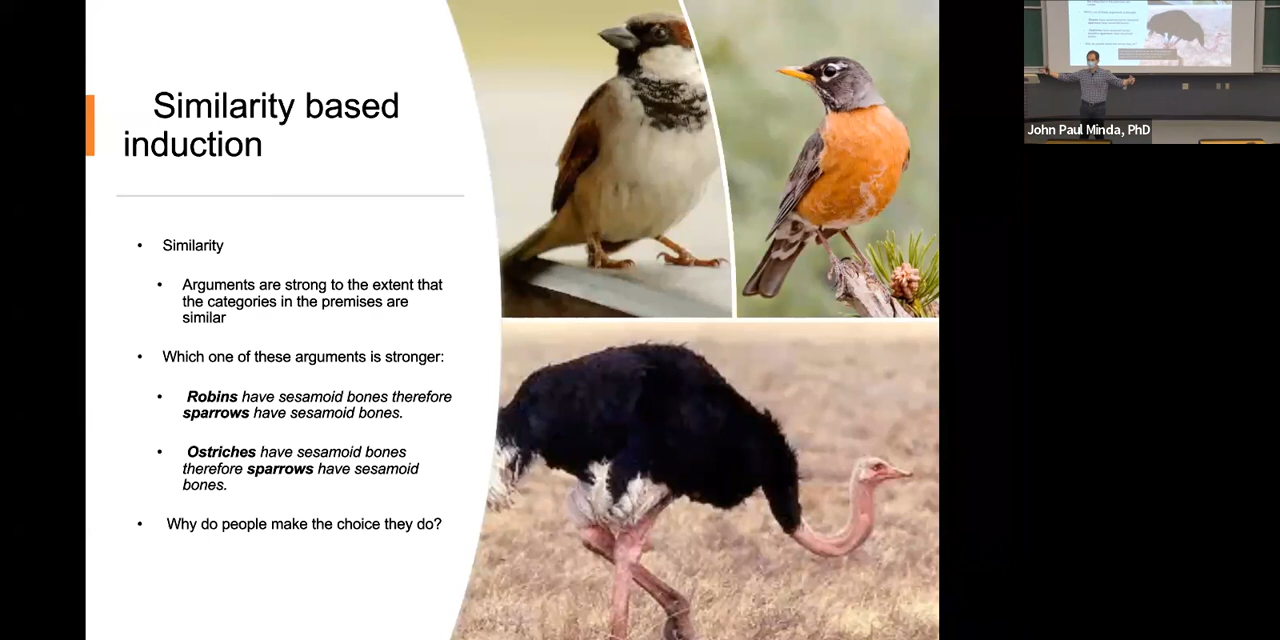 Similarity based
induction
• Similarity
• Arguments are strong to the extent that
the categories in the premises are
similar
• Which one of these arguments is stronger:
• Robins have sesamoid bones therefore
sparrows have sesamoid bones.
• Ostriches have sesamoid bones
therefore sparrows have sesamoid
bones.
• Why do people make the choice they do?
John Paul Minda, PhD